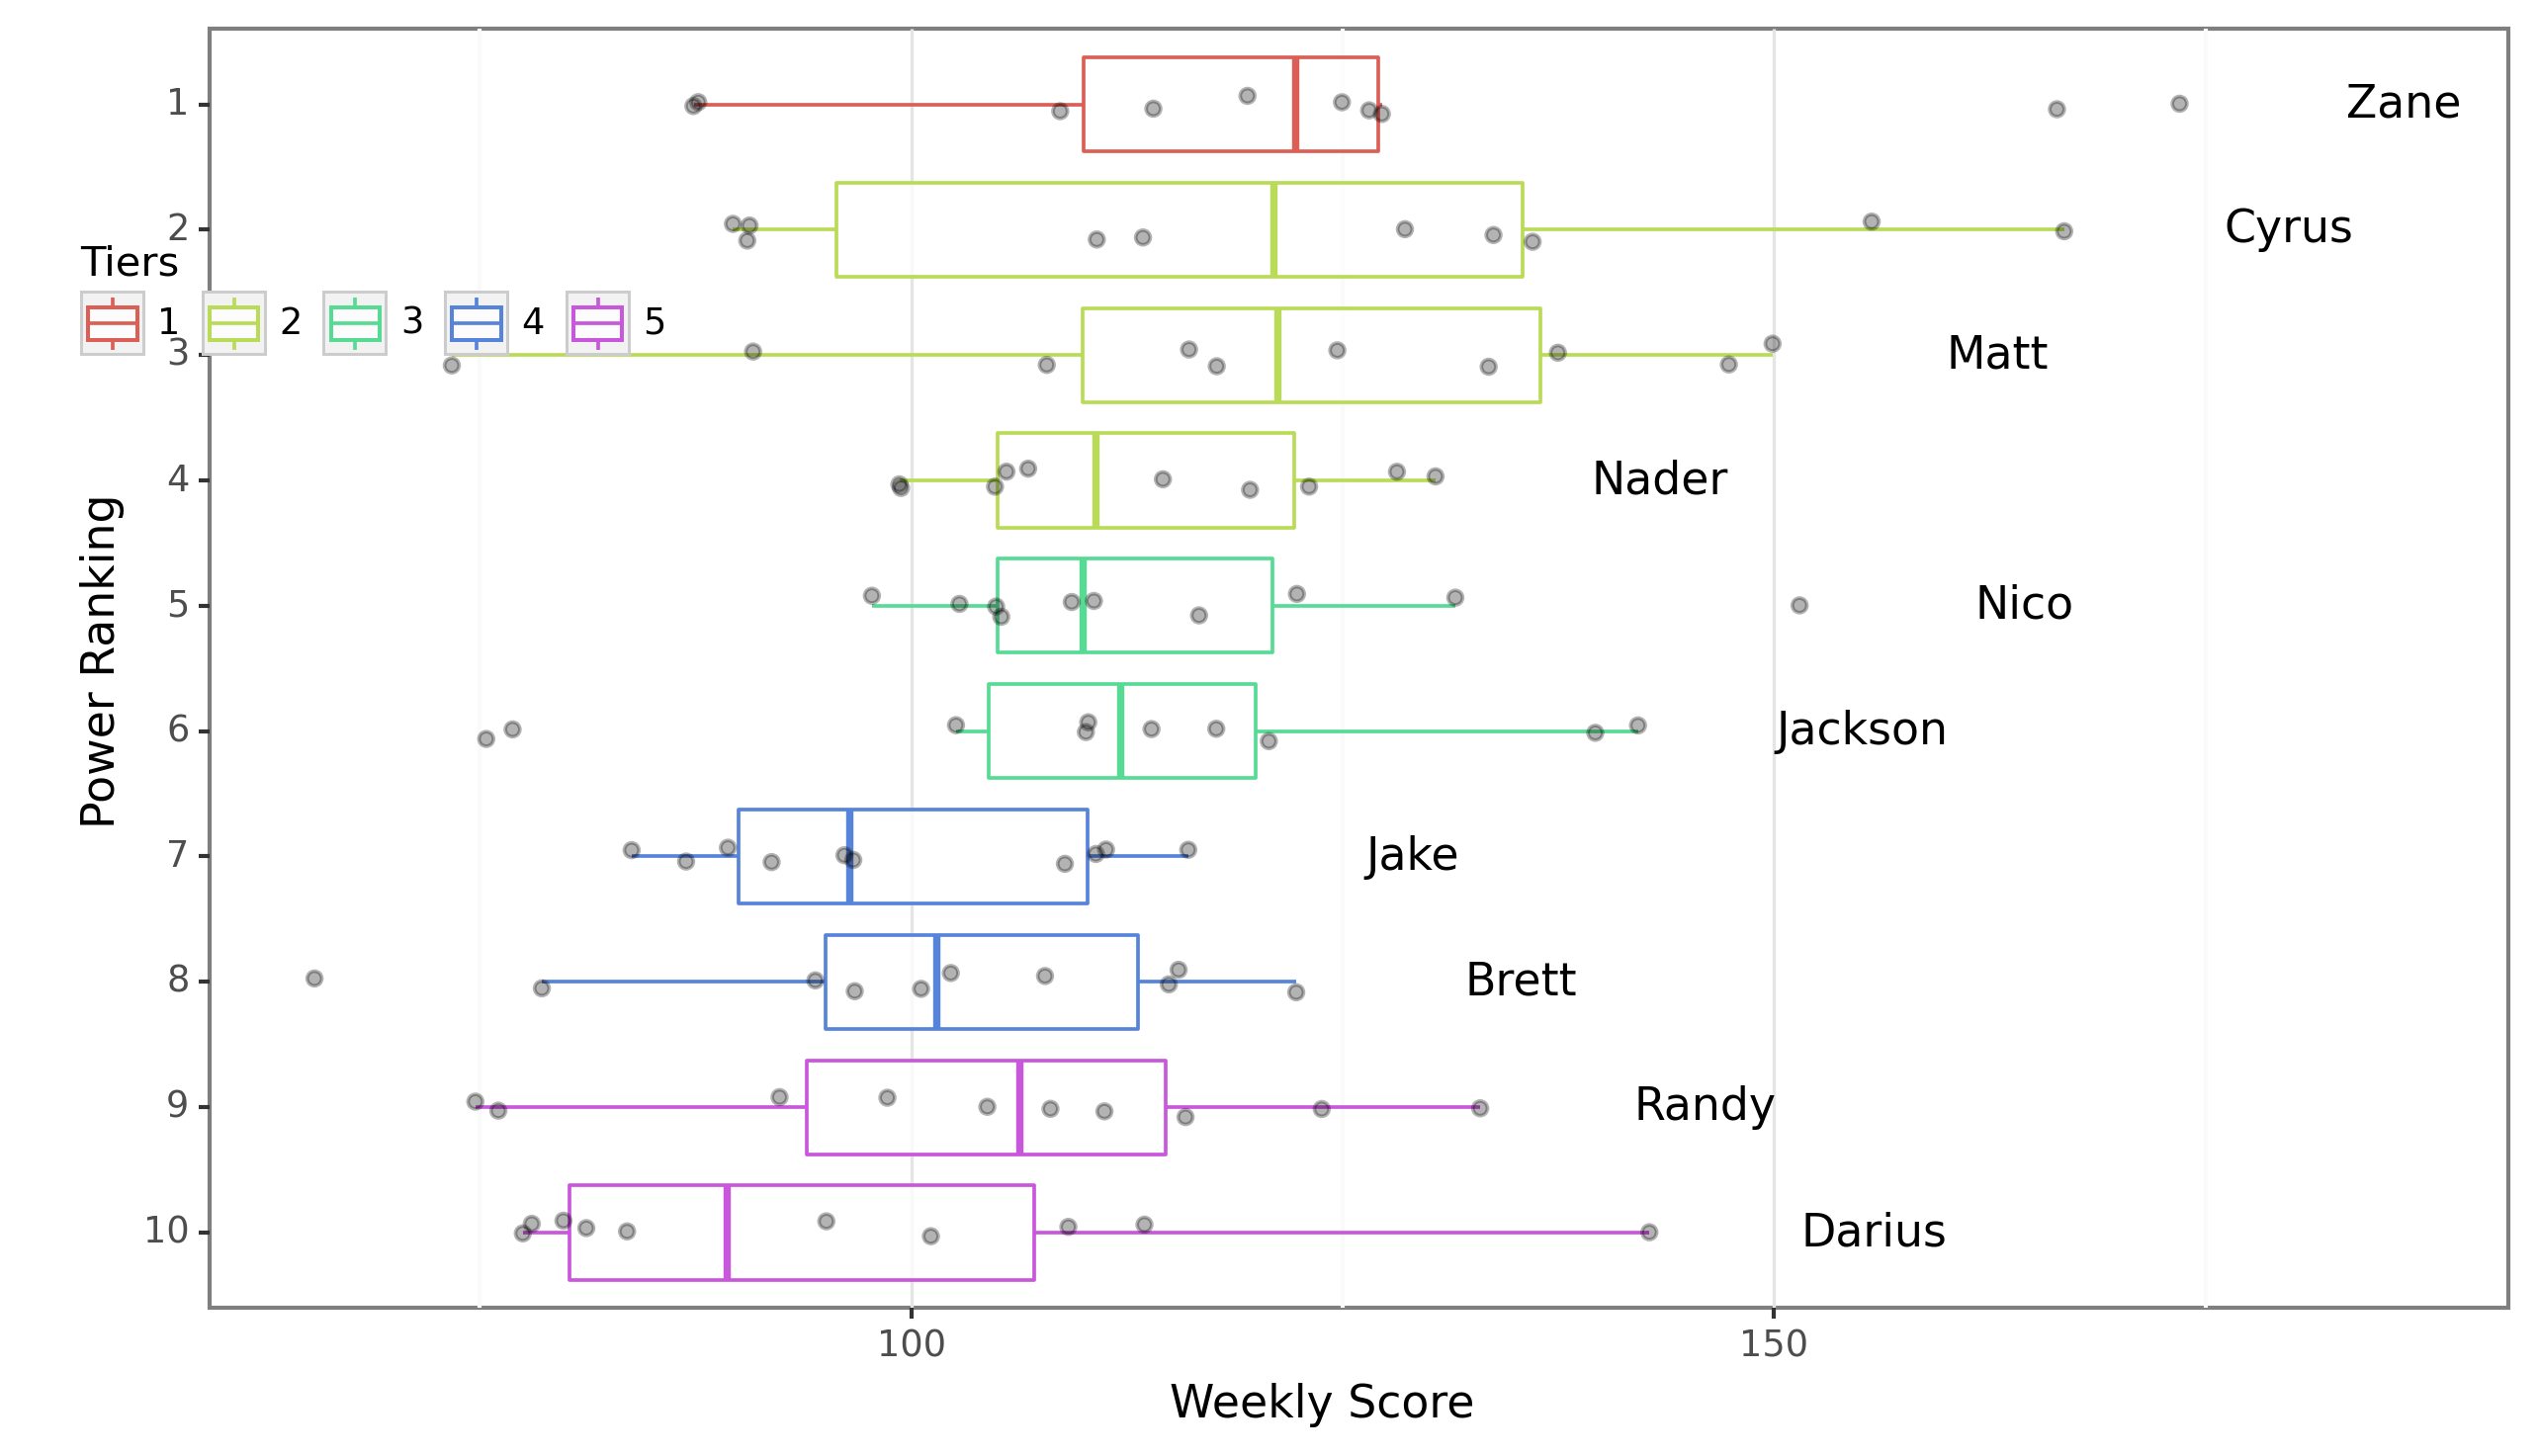 1 Zane
2 Cyrus
Tiers
1 2 3 4 5
3 Matt
4 Nader
Power Ranking
5 Nico
6 Jackson
7 Jake
8 Brett
9 Randy
10 Darius
100 150
Weekly Score